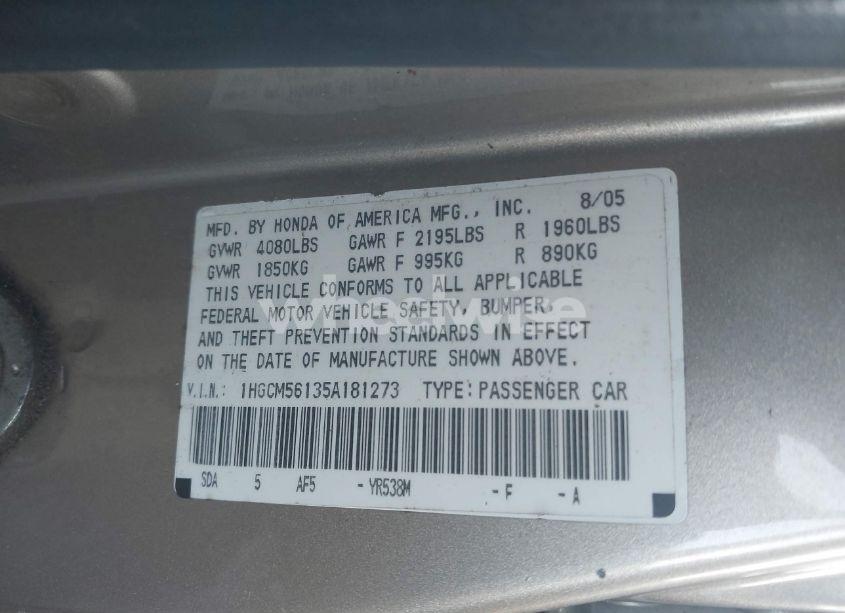 MFD. BY HONDA OF AMERICA MFG., INC. 8/05
GVWR 4080LBS GAWR F 2195LBS R 1960LBS
GVWR 1850KG GAWR F 995KG R 890KG
THIS VEHICLE CONFORMS TO ALL APPLICABLE
FEDERAL MOTOR VEHICLE SAFETY, BUMPER,
AND THEFT PREVENTION STANDARDS IN EFFECT
ON THE DATE OF MANUFACTURE SHOWN ABOVE.
V.I.N.: 1HGCM56135A181273 TYPE: PASSENGER CAR
SDA 5 AF5 - YR538M - F - A
wheelwise